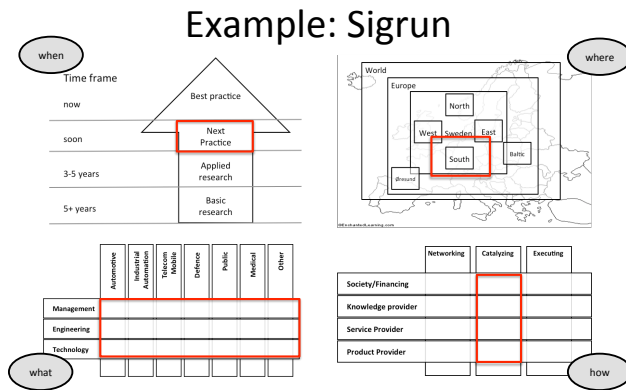 Example: Sigrun
when
Time frame
now
Best practice
soon
Next
Practice
3-5 years
Applied
research
5+ years
Basic
research
where
World
Europe
North
West
Sweden
East
South
Baltic
Øresund
©EnchantedLearning.com
Automotive
Industrial
Automation
Telecom
Mobile
Defence
Public
Medical
Other
Management
Engineering
Technology
what
Networking
Catalyzing
Executing
Society/Financing
Knowledge provider
Service Provider
Product Provider
how